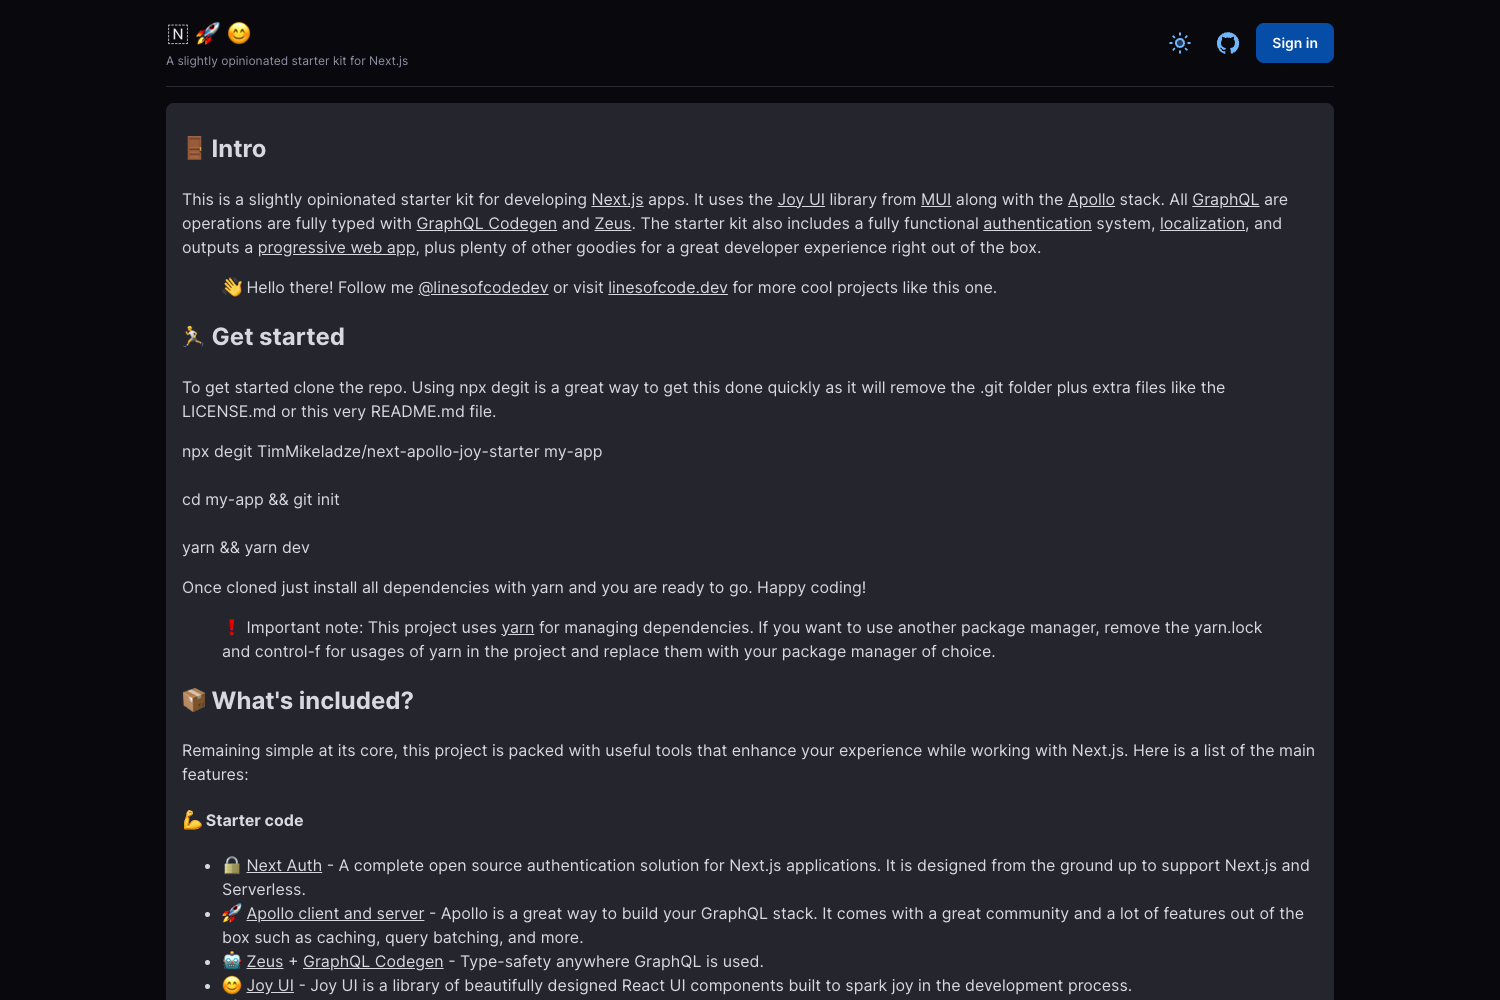 🇳 🚀 😊
A slightly opinionated starter kit for Next.js
Sign in
🚪 Intro
This is a slightly opinionated starter kit for developing Next.js apps. It uses the Joy UI library from MUI along with the Apollo stack. All GraphQL are
operations are fully typed with GraphQL Codegen and Zeus. The starter kit also includes a fully functional authentication system, localization, and
outputs a progressive web app, plus plenty of other goodies for a great developer experience right out of the box.
👋 Hello there! Follow me @linesofcodedev or visit linesofcode.dev for more cool projects like this one.
🏃 Get started
To get started clone the repo. Using npx degit is a great way to get this done quickly as it will remove the .git folder plus extra files like the
LICENSE.md or this very README.md file.
npx degit TimMikeladze/next-apollo-joy-starter my-app
cd my-app && git init
yarn && yarn dev
Once cloned just install all dependencies with yarn and you are ready to go. Happy coding!
❗ Important note: This project uses yarn for managing dependencies. If you want to use another package manager, remove the yarn.lock
and control-f for usages of yarn in the project and replace them with your package manager of choice.
📦 What's included?
Remaining simple at its core, this project is packed with useful tools that enhance your experience while working with Next.js. Here is a list of the main
features:
💪 Starter code
• 🔒 Next Auth - A complete open source authentication solution for Next.js applications. It is designed from the ground up to support Next.js and
Serverless.
• 🚀 Apollo client and server - Apollo is a great way to build your GraphQL stack. It comes with a great community and a lot of features out of the
box such as caching, query batching, and more.
• 🤖 Zeus + GraphQL Codegen - Type-safety anywhere GraphQL is used.
• 😊 Joy UI - Joy UI is a library of beautifully designed React UI components built to spark joy in the development process.